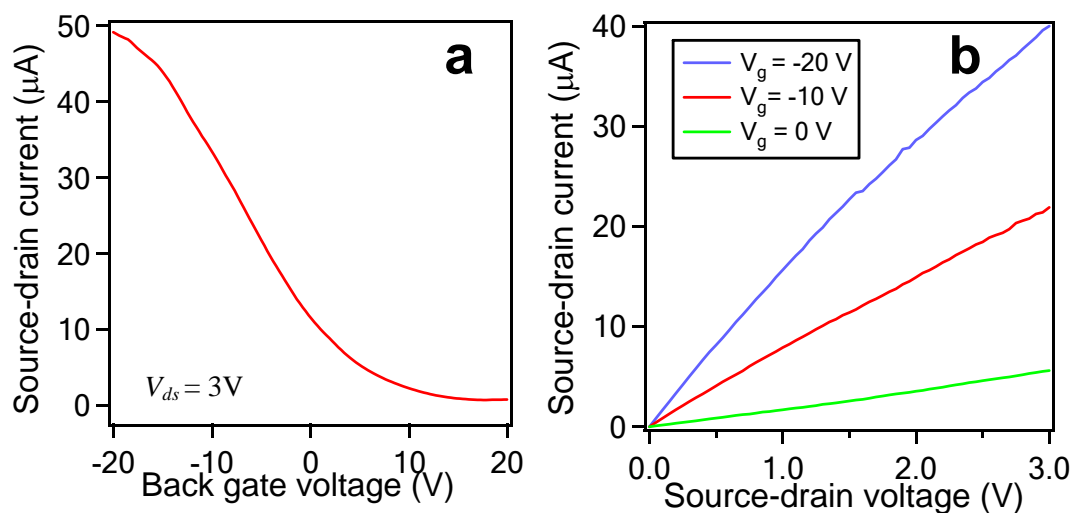 a
Source-drain current (μA)
50
40
30
20
10
0
V_ds = 3V
-20
-10
0
10
20
Back gate voltage (V)
b
Source-drain current (μA)
40
30
20
10
0
V_g = -20 V
V_g = -10 V
V_g = 0 V
0.0
1.0
2.0
3.0
Source-drain voltage (V)